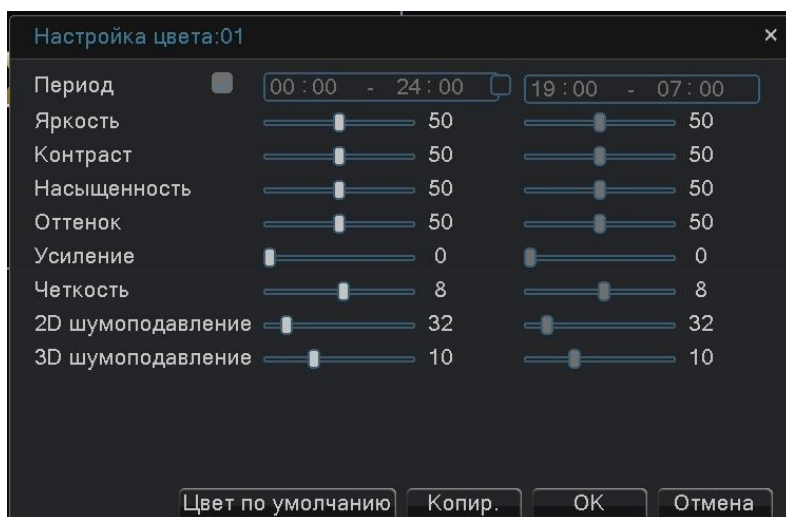 Настройка цвета:01 ×
Период 00:00 - 24:00 19:00 - 07:00
Яркость 50 50
Контраст 50 50
Насыщенность 50 50
Оттенок 50 50
Усиление 0 0
Четкость 8 8
2D шумоподавление 32 32
3D шумоподавление 10 10
Цвет по умолчанию Копир. OK Отмена